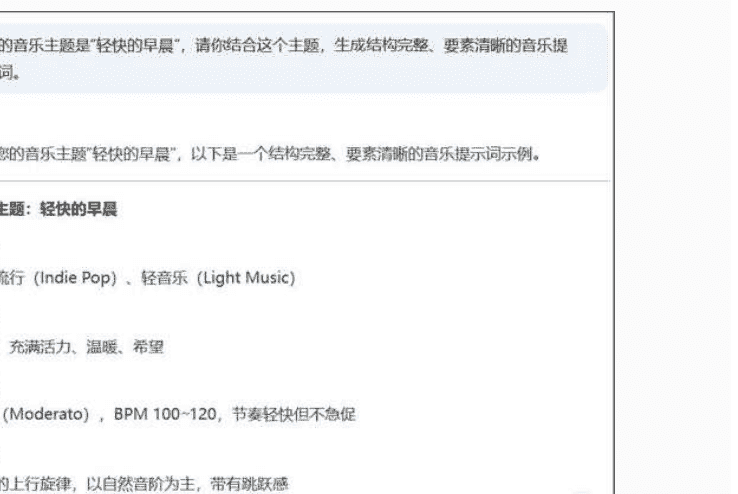 的音乐主题是“轻快的早晨”，请你结合这个主题，生成结构完整、要素清晰的音乐提
词。
您的音乐主题“轻快的早晨”，以下是一个结构完整、要素清晰的音乐提示词示例。
主题：轻快的早晨
流行（Indie Pop）、轻音乐（Light Music）
充满活力、温暖、希望
（Moderato），BPM 100~120，节奏轻快但不急促
的上行旋律，以自然音阶为主，带有跳跃感